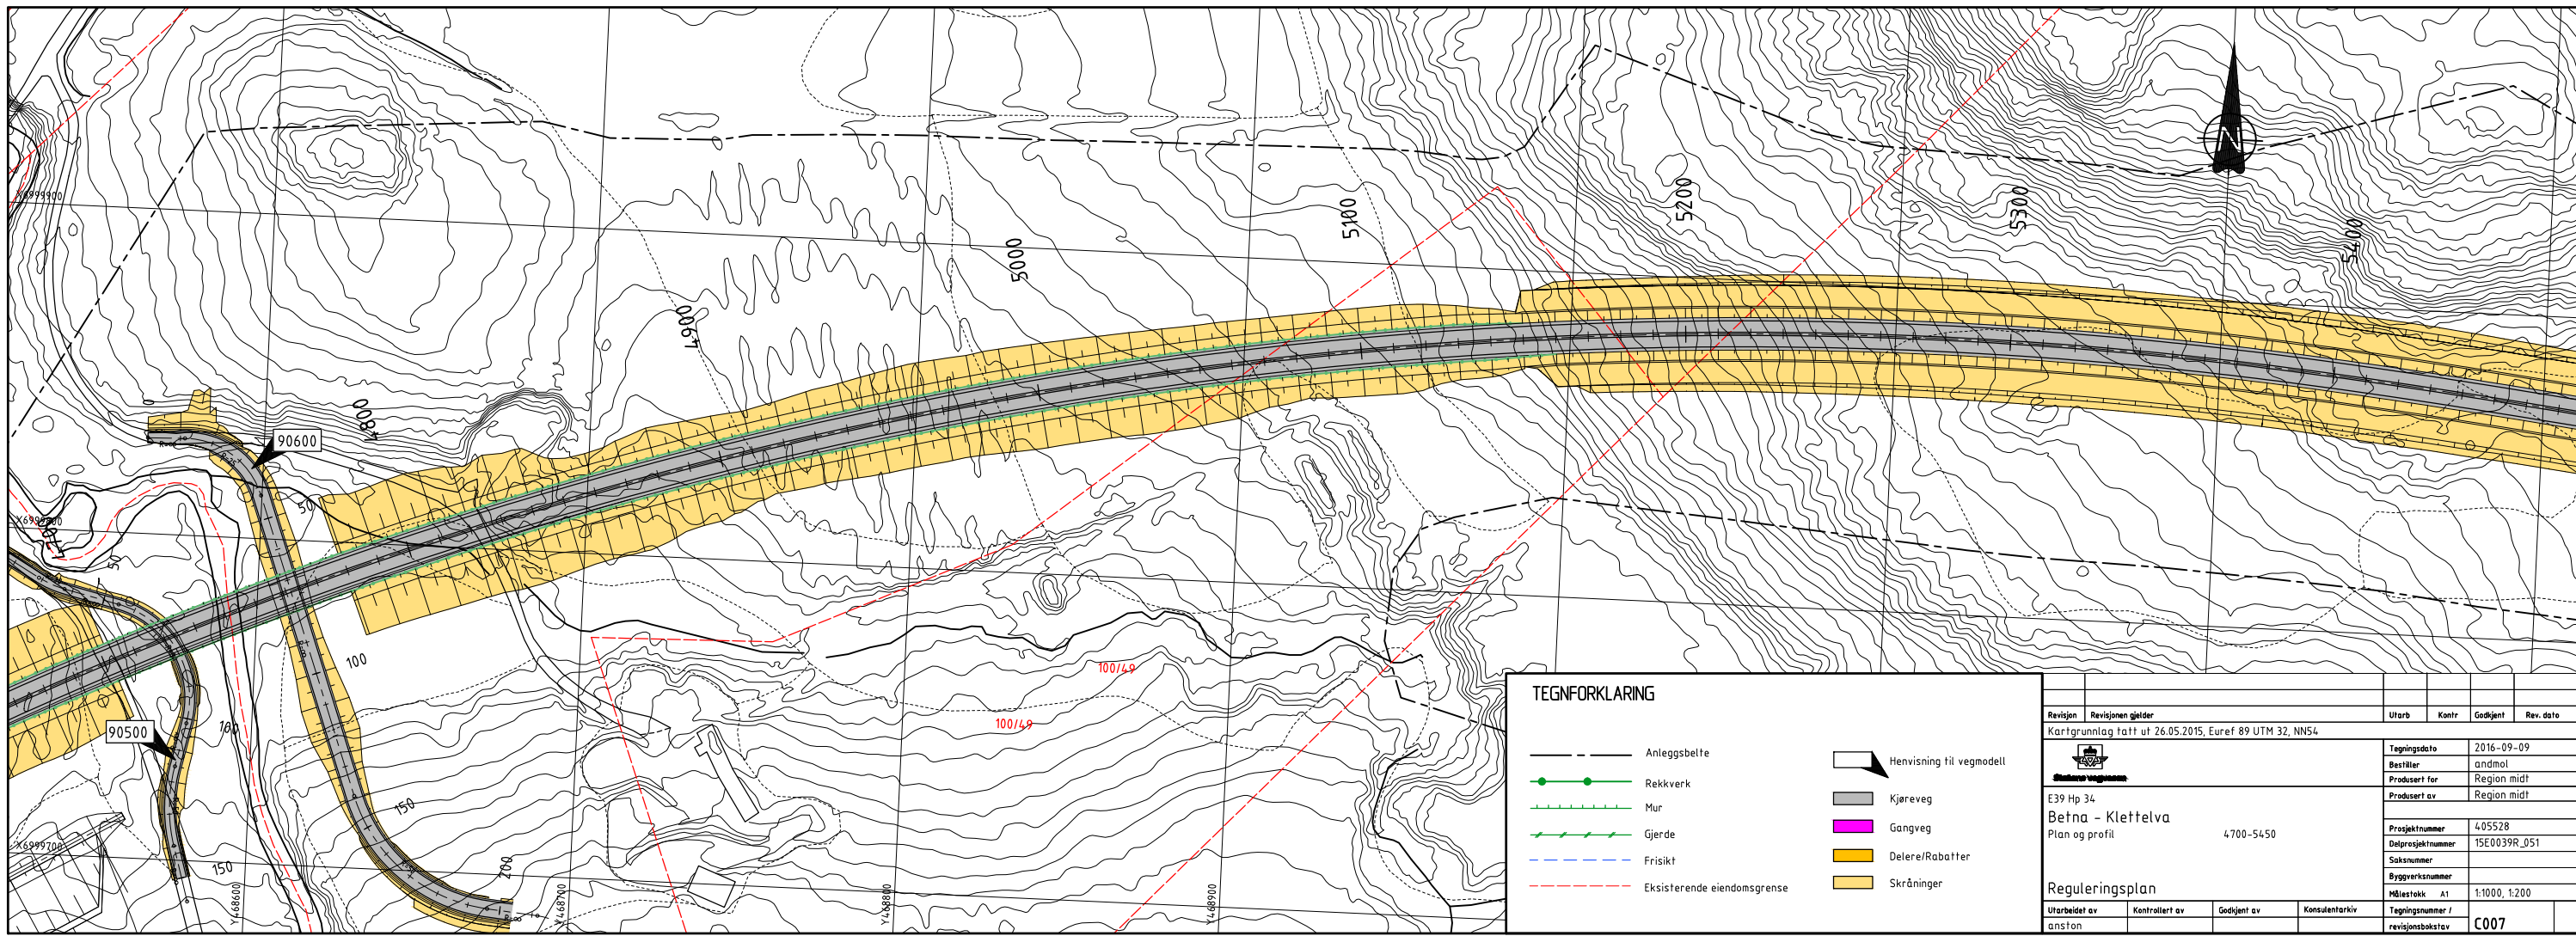 X6999900
5000
5100
5200
5300
5400
4900
4800
90600
50
50
100
100
90500
150
150
200
X6999700
Y468600
Y468700
Y468800
Y468900
100/49
100/49
N
TEGNFORKLARING
Anleggsbelte
Rekkverk
Mur
Gjerde
Frisikt
Eksisterende eiendomsgrense
Henvisning til vegmodell
Kjøreveg
Gangveg
Delere/Rabatter
Skråninger
Revisjon Revisjonen gjelder Utarb Kontr Godkjent Rev. dato
Kartgrunnlag tatt ut 26.05.2015, Euref 89 UTM 32, NN54
Statens vegvesen
Tegningsdato 2016-09-09
Bestiller andmol
Produsert for Region midt
Produsert av Region midt
E39 Hp 34
Betna - Klettelva
Plan og profil 4700-5450
Prosjektnummer 405528
Delprosjektnummer 15E0039R_051
Saksnummer
Byggverksnummer
Reguleringsplan
Målestokk A1 1:1000, 1:200
Utarbeidet av Kontrollert av Godkjent av Konsulentarkiv
anston
Tegningsnummer /
revisjonsbokstav C007